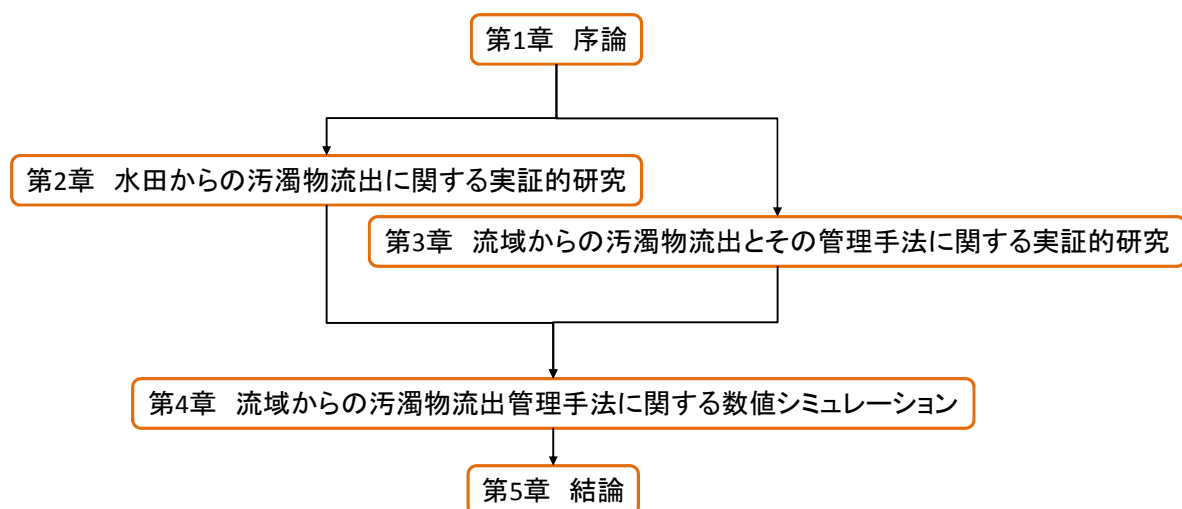 第1章　序論
第2章　水田からの汚濁物流出に関する実証的研究
第3章　流域からの汚濁物流出とその管理手法に関する実証的研究
第4章　流域からの汚濁物流出管理手法に関する数値シミュレーション
第5章　結論